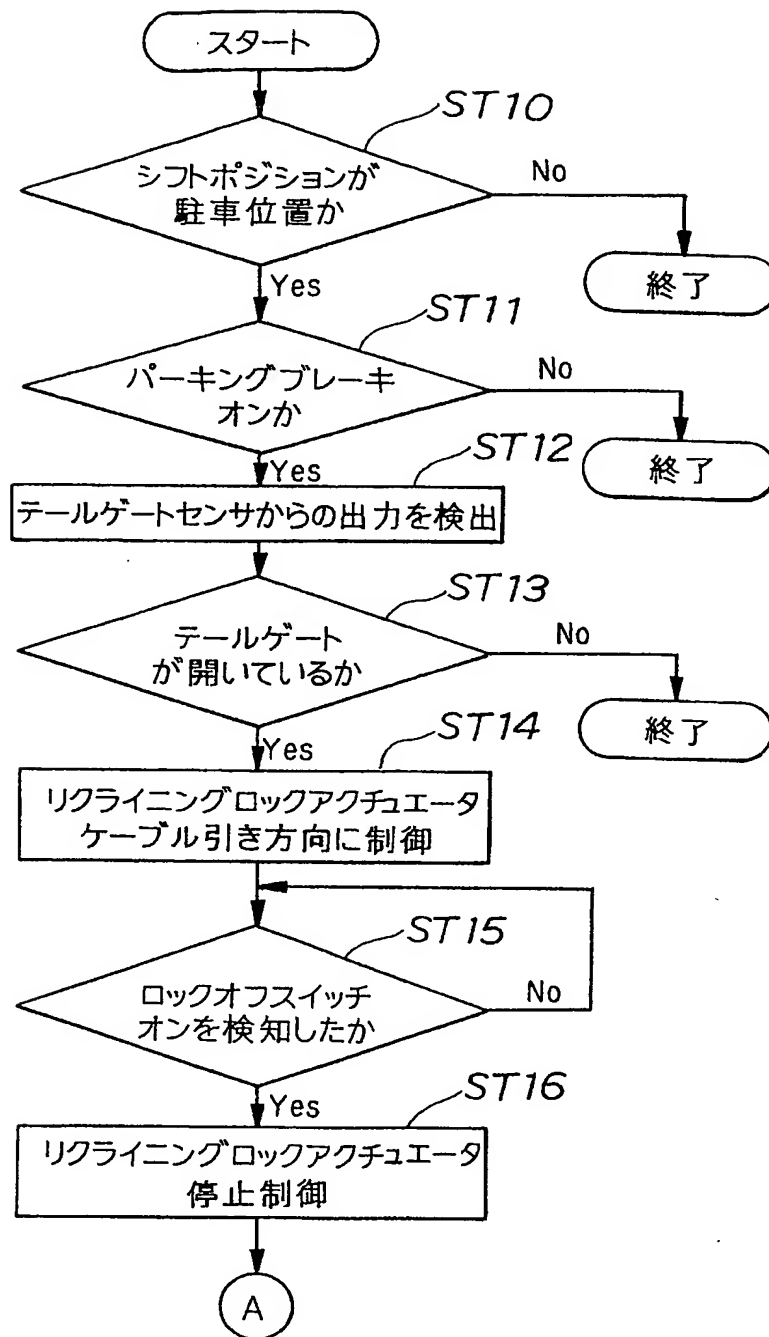 スタート
ST10
シフトポジションが
駐車位置か
No
終了
Yes
ST11
パーキングブレーキ
オンか
No
終了
Yes
ST12
テールゲートセンサからの出力を検出
ST13
テールゲート
が開いているか
No
終了
Yes
ST14
リクライニングロックアクチュエータ
ケーブル引き方向に制御
ST15
ロックオフスイッチ
オンを検知したか
No
Yes
ST16
リクライニングロックアクチュエータ
停止制御
A